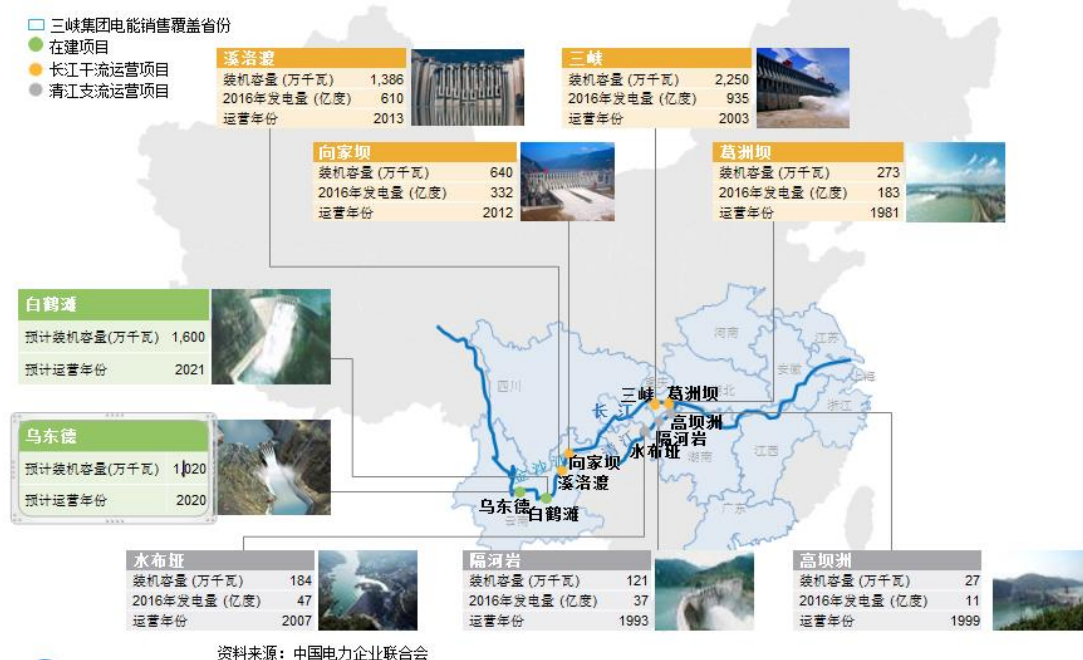 三峡集团电能销售覆盖省份
在建项目
长江干流运营项目
清江支流运营项目
溪洛渡
装机容量 (万千瓦) 1,386
2016年发电量 (亿度) 610
运营年份 2013
三峡
装机容量 (万千瓦) 2,250
2016年发电量 (亿度) 935
运营年份 2003
向家坝
装机容量 (万千瓦) 640
2016年发电量 (亿度) 332
运营年份 2012
葛洲坝
装机容量 (万千瓦) 273
2016年发电量 (亿度) 183
运营年份 1981
白鹤滩
预计装机容量(万千瓦) 1,600
预计运营年份 2021
乌东德
预计装机容量(万千瓦) 1,020
预计运营年份 2020
河南
江苏
安徽
上海
四川
浙江
三峡
葛洲坝
长江
高坝洲
隔河岩
水布垭
清江
湖南
江西
向家坝
溪洛渡
乌东德
白鹤滩
云南
广东
水布垭
装机容量 (万千瓦) 184
2016年发电量 (亿度) 47
运营年份 2007
隔河岩
装机容量 (万千瓦) 121
2016年发电量 (亿度) 37
运营年份 1993
高坝洲
装机容量 (万千瓦) 27
2016年发电量 (亿度) 11
运营年份 1999
资料来源：中国电力企业联合会